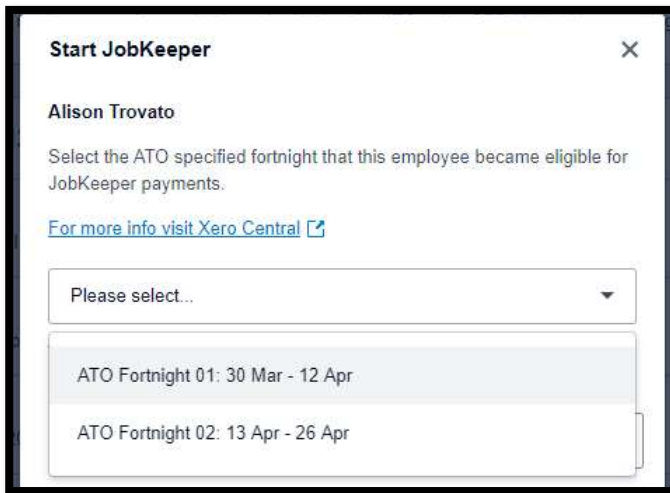 Start JobKeeper
Alison Trovato
Select the ATO specified fortnight that this employee became eligible for
JobKeeper payments.
For more info visit Xero Central
Please select...
ATO Fortnight 01: 30 Mar - 12 Apr
ATO Fortnight 02: 13 Apr - 26 Apr